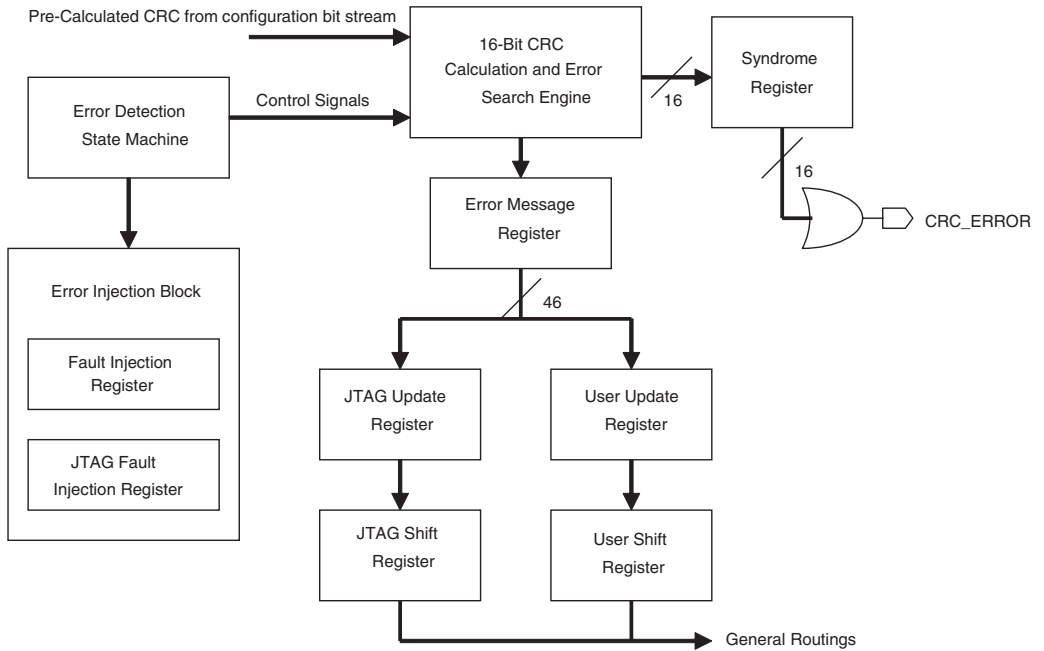 Pre-Calculated CRC from configuration bit stream
16-Bit CRC
Calculation and Error
Search Engine
16
Syndrome
Register
Error Detection
State Machine
Control Signals
16
CRC_ERROR
Error Message
Register
46
Error Injection Block
Fault Injection
Register
JTAG Fault
Injection Register
JTAG Update
Register
User Update
Register
JTAG Shift
Register
User Shift
Register
General Routings